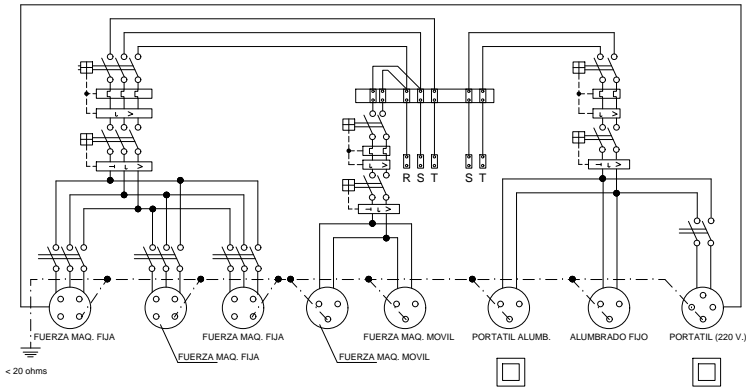 R S T S T
FUERZA MAQ. FIJA FUERZA MAQ. FIJA FUERZA MAQ. MOVIL PORTATIL ALUMB. ALUMBRADO FIJO PORTATIL (220 V.)
FUERZA MAQ. FIJA FUERZA MAQ. MOVIL
< 20 ohms